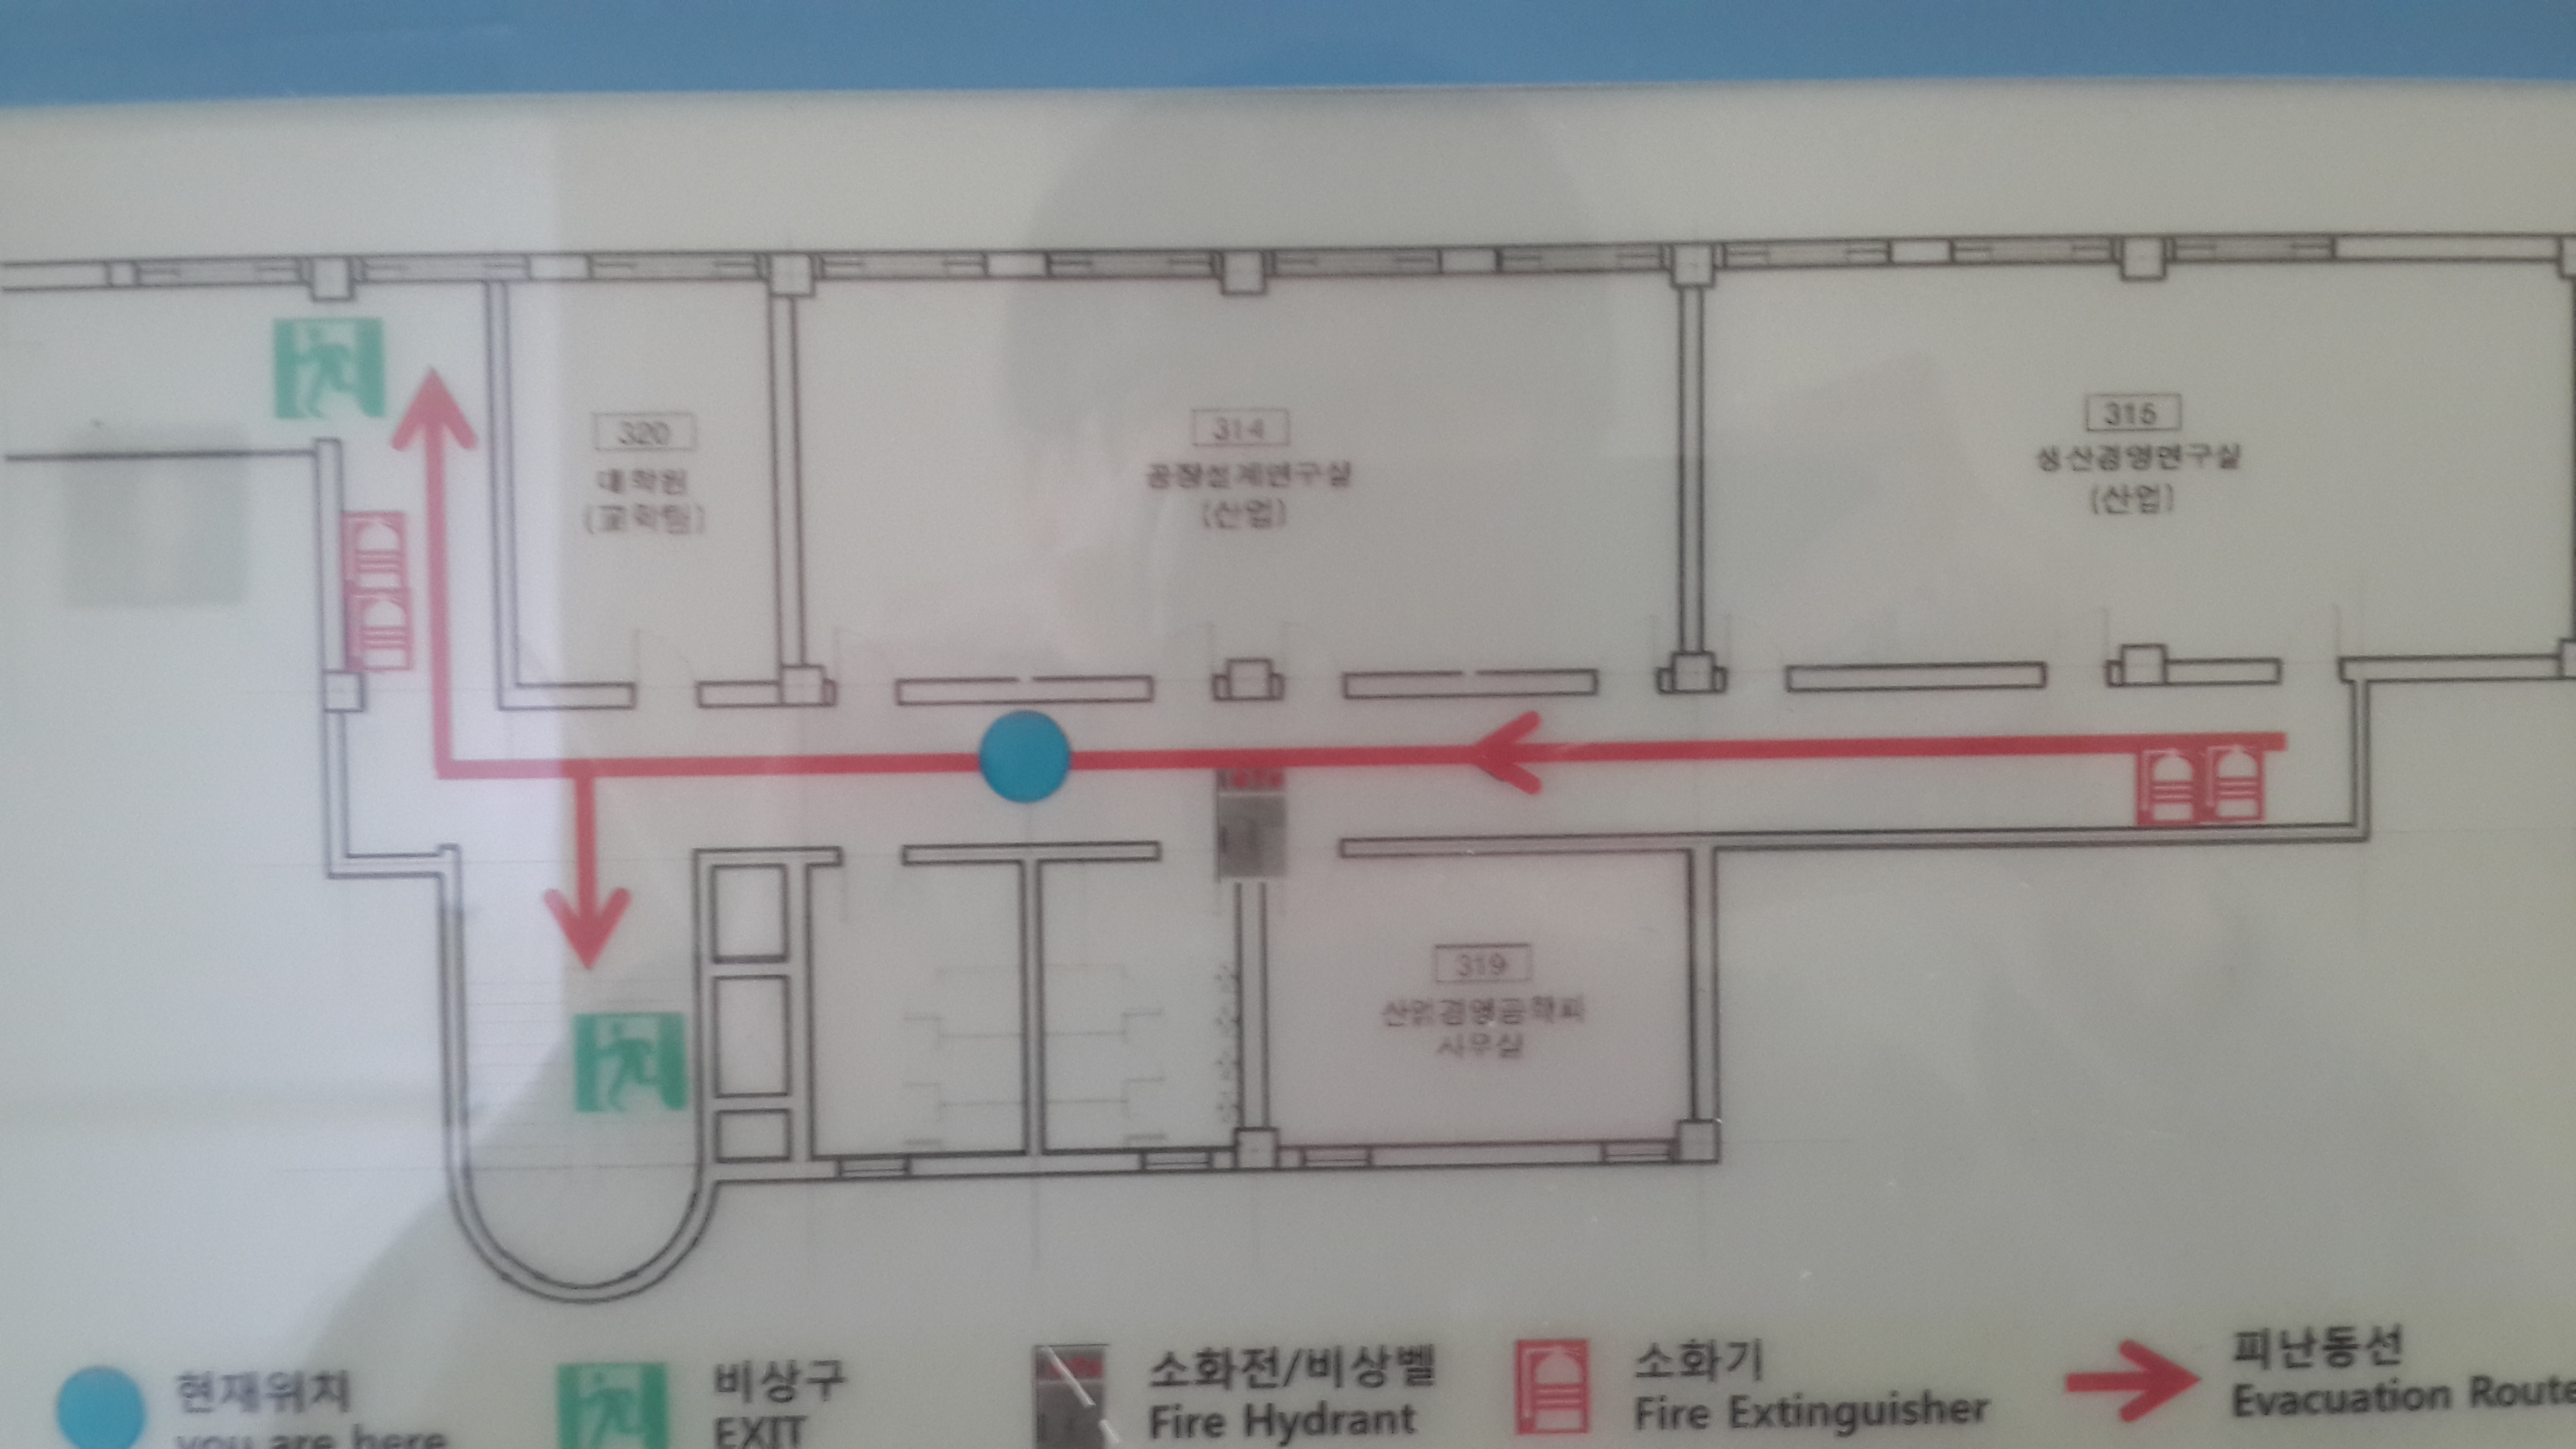 320
대학원
(교학팀)
314
공장설계연구실
(산업)
315
생산경영연구실
(산업)
319
산업경영공학과
사무실
현재위치
you are here
비상구
EXIT
소화전/비상벨
Fire Hydrant
소화기
Fire Extinguisher
피난동선
Evacuation Route